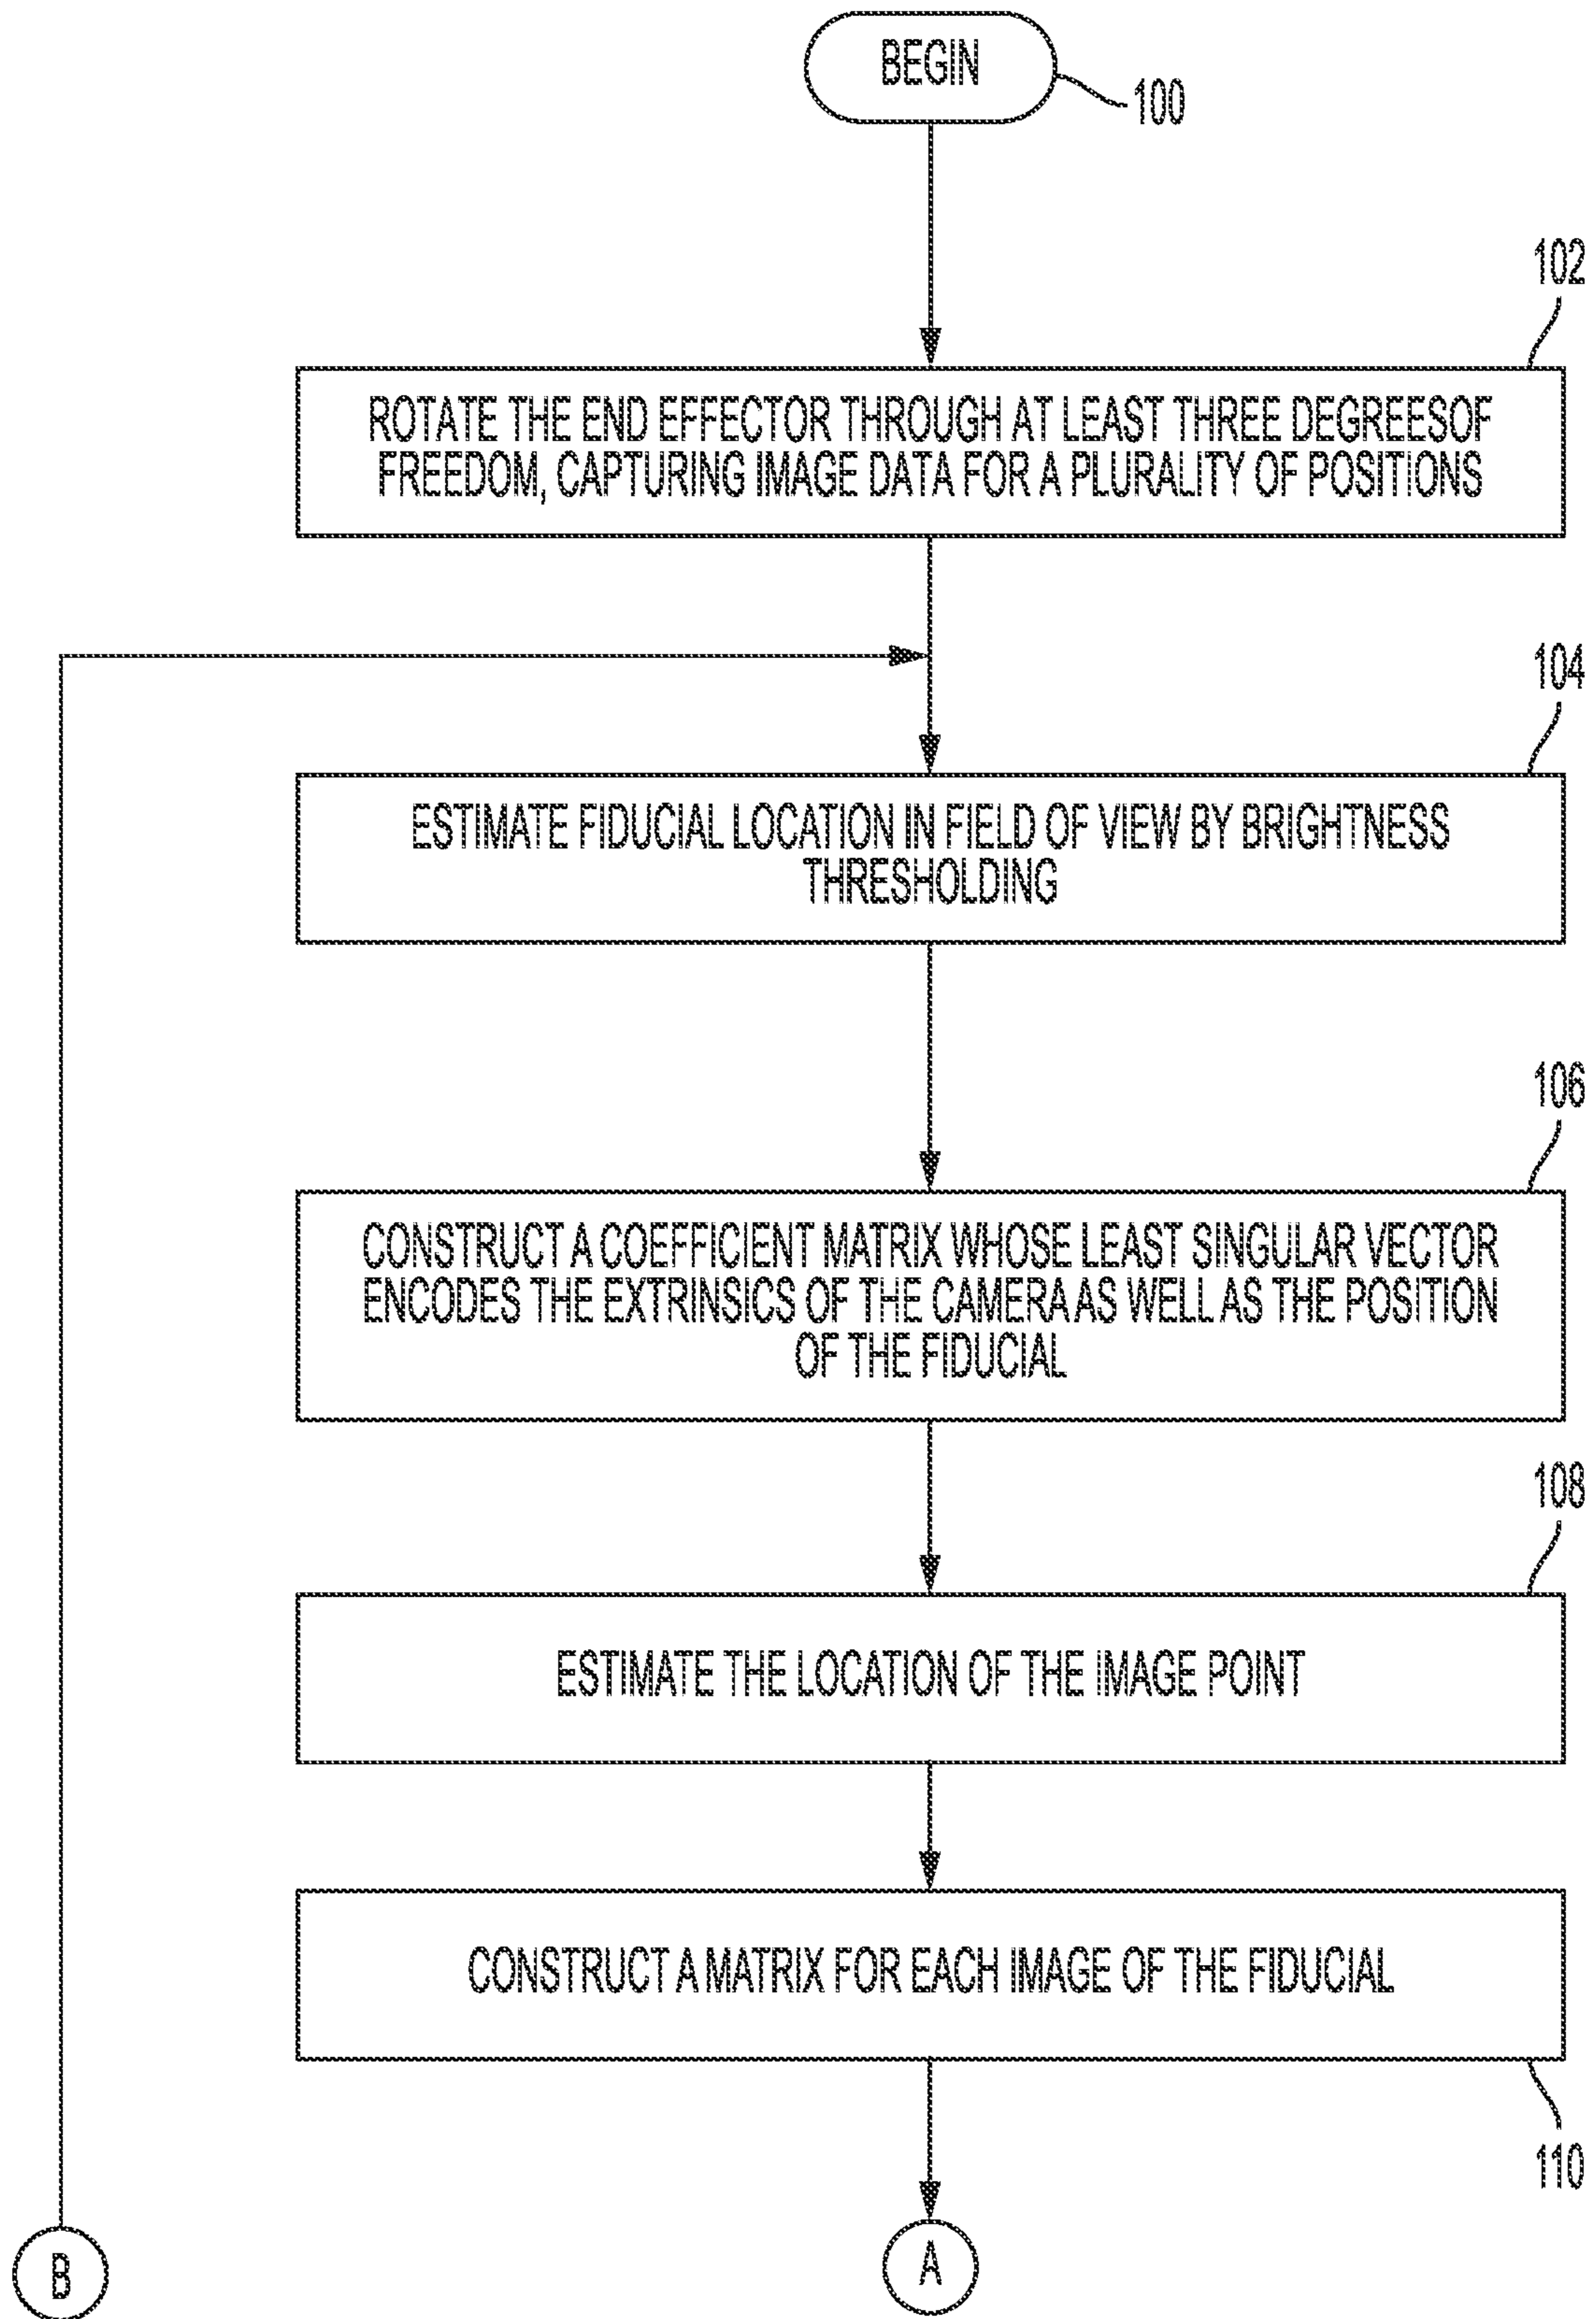 BEGIN
100
102
ROTATE THE END EFFECTOR THROUGH AT LEAST THREE DEGREESOF
FREEDOM, CAPTURING IMAGE DATA FOR A PLURALITY OF POSITIONS
104
ESTIMATE FIDUCIAL LOCATION IN FIELD OF VIEW BY BRIGHTNESS
THRESHOLDING
106
CONSTRUCT A COEFFICIENT MATRIX WHOSE LEAST SINGULAR VECTOR
ENCODES THE EXTRINSICS OF THE CAMERA AS WELL AS THE POSITION
OF THE FIDUCIAL
108
ESTIMATE THE LOCATION OF THE IMAGE POINT
CONSTRUCT A MATRIX FOR EACH IMAGE OF THE FIDUCIAL
110
B
A